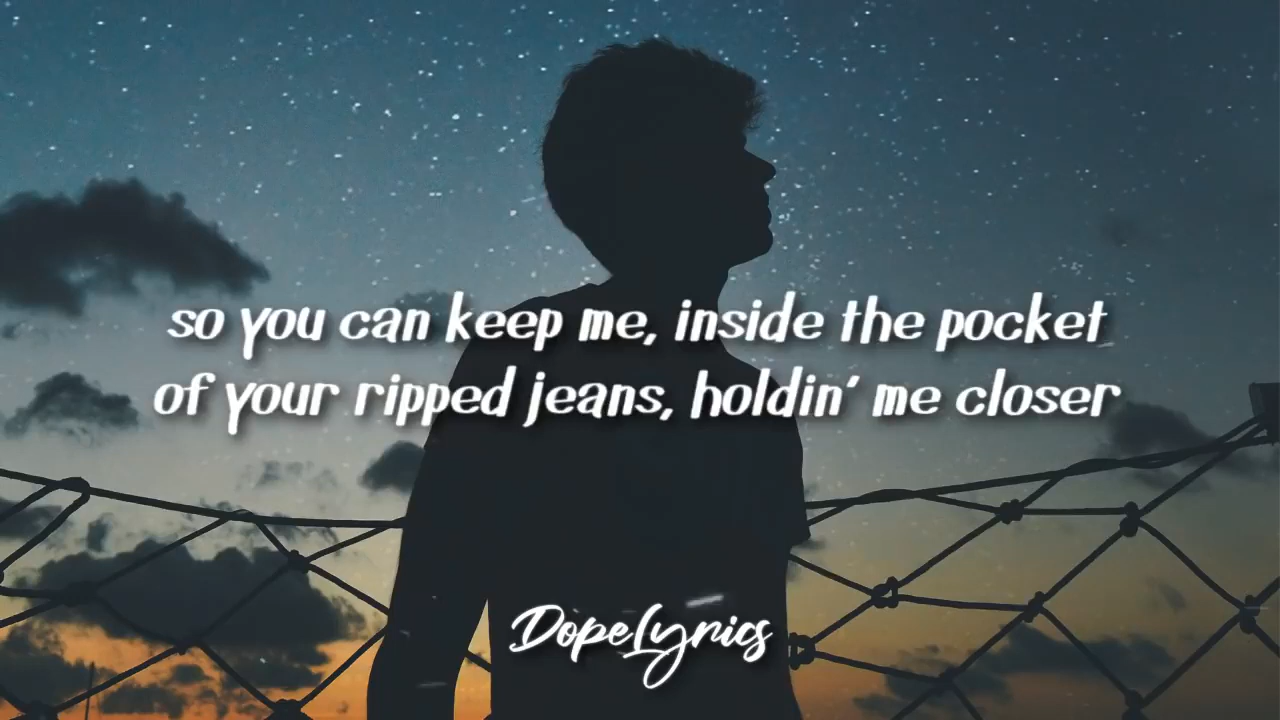 so you can keep me, inside the pocket
of your ripped jeans, holdin' me closer
DopeLyrics